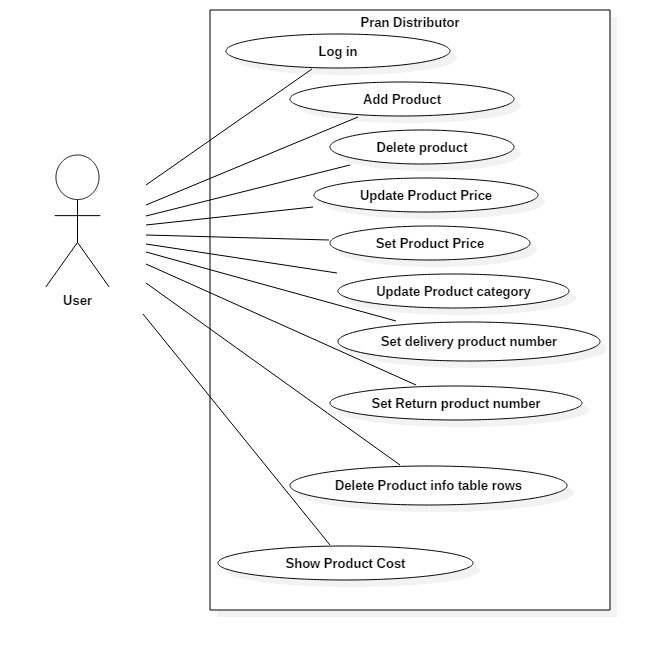 Pran Distributor
Log in
Add Product
Delete product
Update Product Price
Set Product Price
Update Product category
User
Set delivery product number
Set Return product number
Delete Product info table rows
Show Product Cost